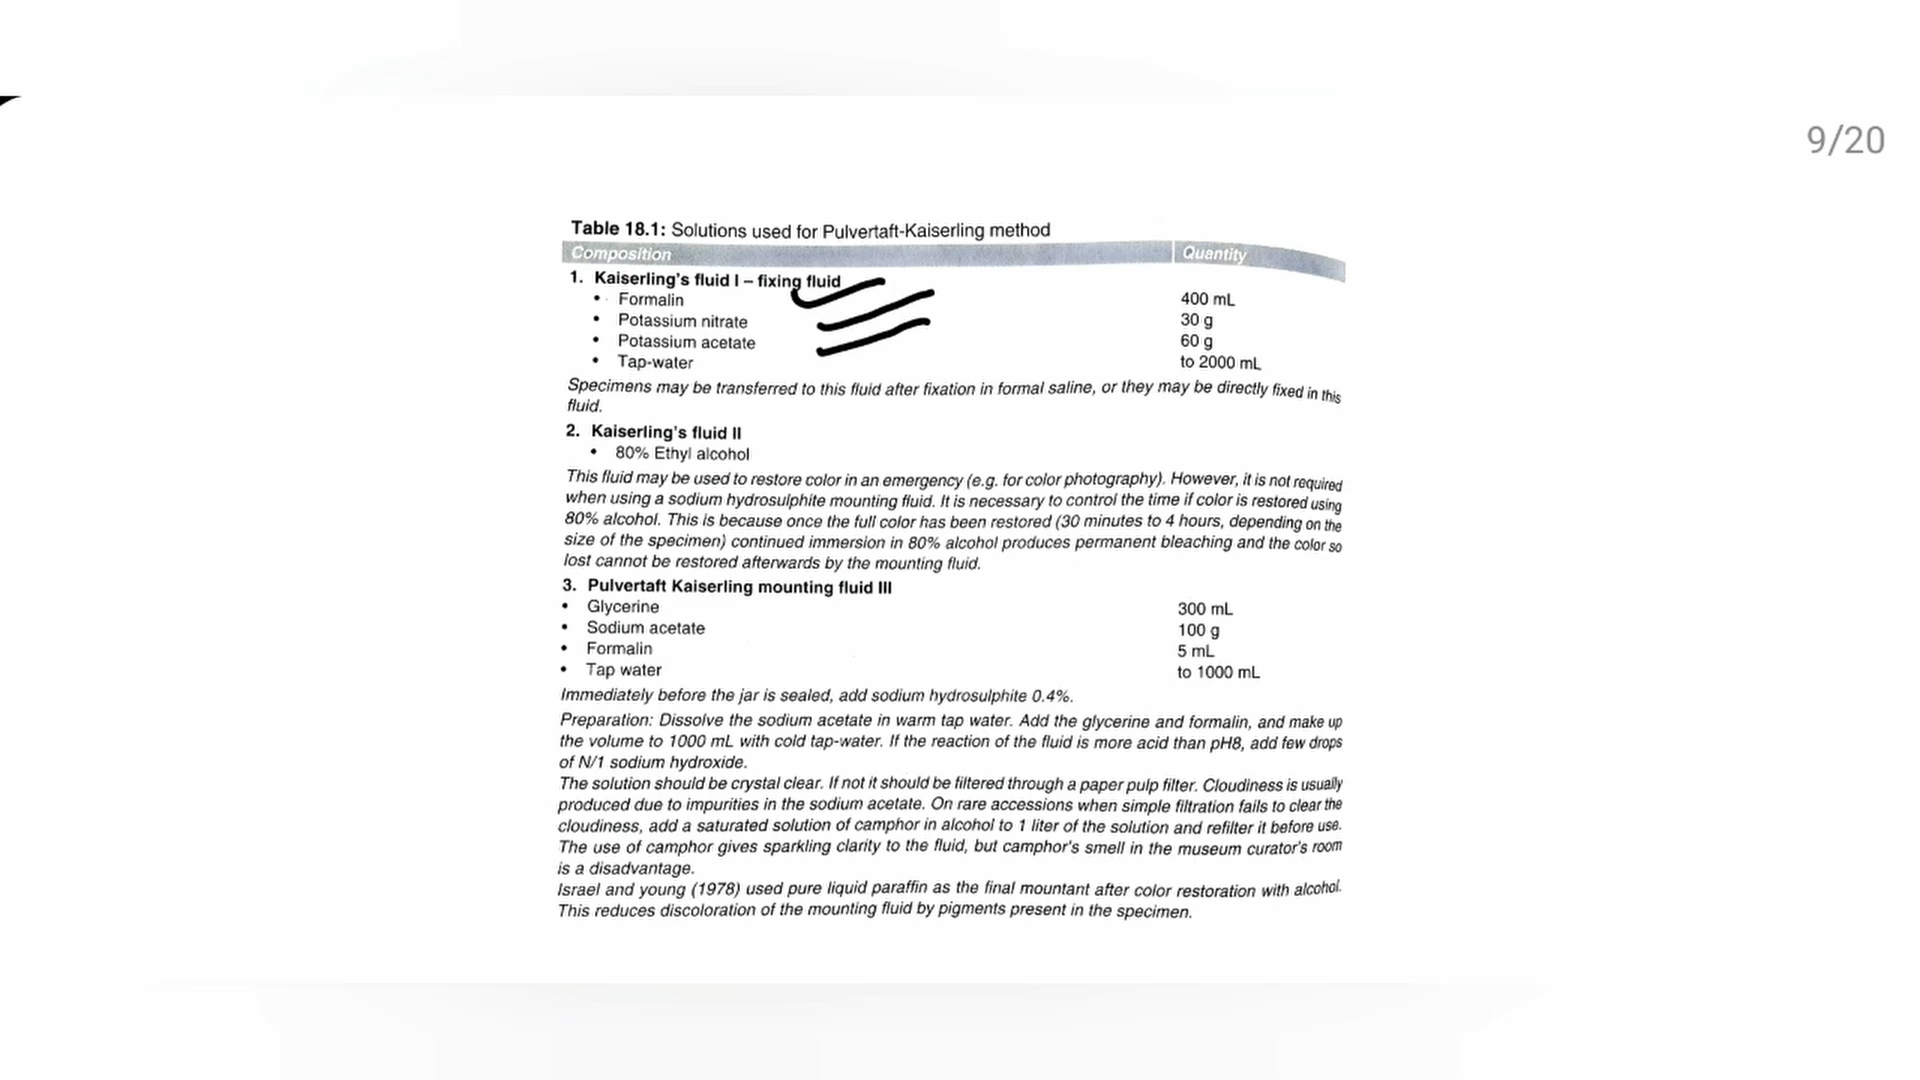 9/20
Table 18.1: Solutions used for Pulvertaft-Kaiserling method
Composition Quantity
1. Kaiserling's fluid I – fixing fluid
• Formalin 400 mL
• Potassium nitrate 30 g
• Potassium acetate 60 g
• Tap-water to 2000 mL
Specimens may be transferred to this fluid after fixation in formal saline, or they may be directly fixed in this
fluid.
2. Kaiserling's fluid II
• 80% Ethyl alcohol
This fluid may be used to restore color in an emergency (e.g. for color photography). However, it is not required
when using a sodium hydrosulphite mounting fluid. It is necessary to control the time if color is restored using
80% alcohol. This is because once the full color has been restored (30 minutes to 4 hours, depending on the
size of the specimen) continued immersion in 80% alcohol produces permanent bleaching and the color so
lost cannot be restored afterwards by the mounting fluid.
3. Pulvertaft Kaiserling mounting fluid III
• Glycerine 300 mL
• Sodium acetate 100 g
• Formalin 5 mL
• Tap water to 1000 mL
Immediately before the jar is sealed, add sodium hydrosulphite 0.4%.
Preparation: Dissolve the sodium acetate in warm tap water. Add the glycerine and formalin, and make up
the volume to 1000 mL with cold tap-water. If the reaction of the fluid is more acid than pH8, add few drops
of N/1 sodium hydroxide.
The solution should be crystal clear. If not it should be filtered through a paper pulp filter. Cloudiness is usually
produced due to impurities in the sodium acetate. On rare accessions when simple filtration fails to clear the
cloudiness, add a saturated solution of camphor in alcohol to 1 liter of the solution and refilter it before use.
The use of camphor gives sparkling clarity to the fluid, but camphor's smell in the museum curator's room
is a disadvantage.
Israel and young (1978) used pure liquid paraffin as the final mountant after color restoration with alcohol.
This reduces discoloration of the mounting fluid by pigments present in the specimen.